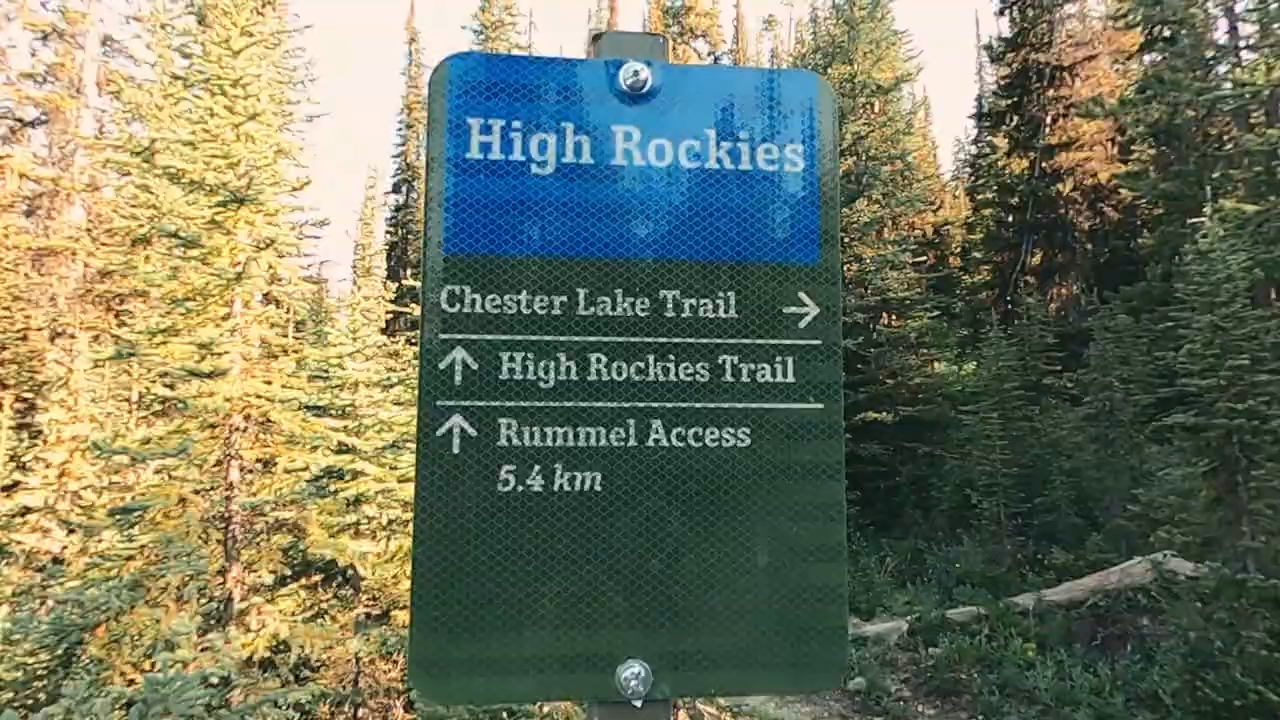 High Rockies
Chester Lake Trail →
↑ High Rockies Trail
↑ Rummel Access
5.4 km